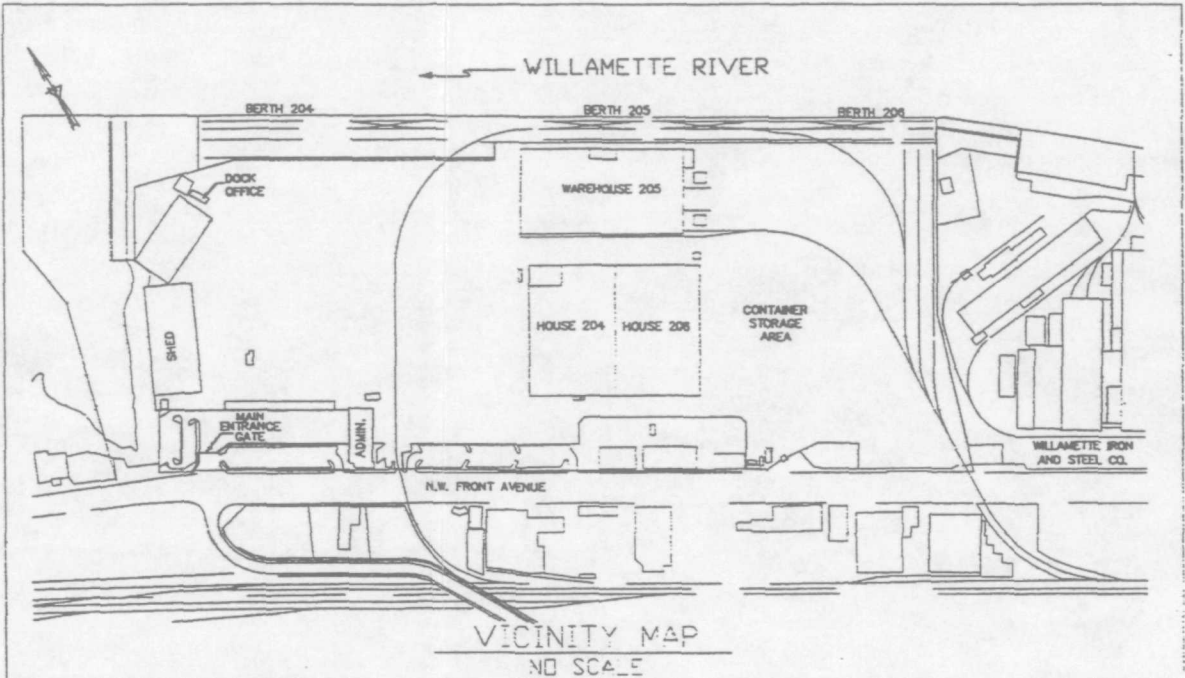 WILLAMETTE RIVER
BERTH 204
BERTH 205
BERTH 206
DOCK
OFFICE
WAREHOUSE 205
SHED
HOUSE 204
HOUSE 206
CONTAINER
STORAGE
AREA
MAIN
ENTRANCE
GATE
ADMIN.
WILLAMETTE IRON
AND STEEL CO.
N.W. FRONT AVENUE
VICINITY MAP
NO SCALE